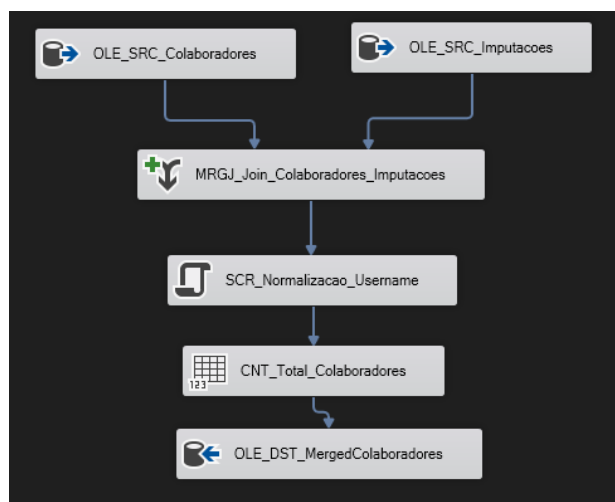 OLE_SRC_Colaboradores
OLE_SRC_Imputacoes
MRGJ_Join_Colaboradores_Imputacoes
SCR_Normalizacao_Username
123
CNT_Total_Colaboradores
OLE_DST_MergedColaboradores